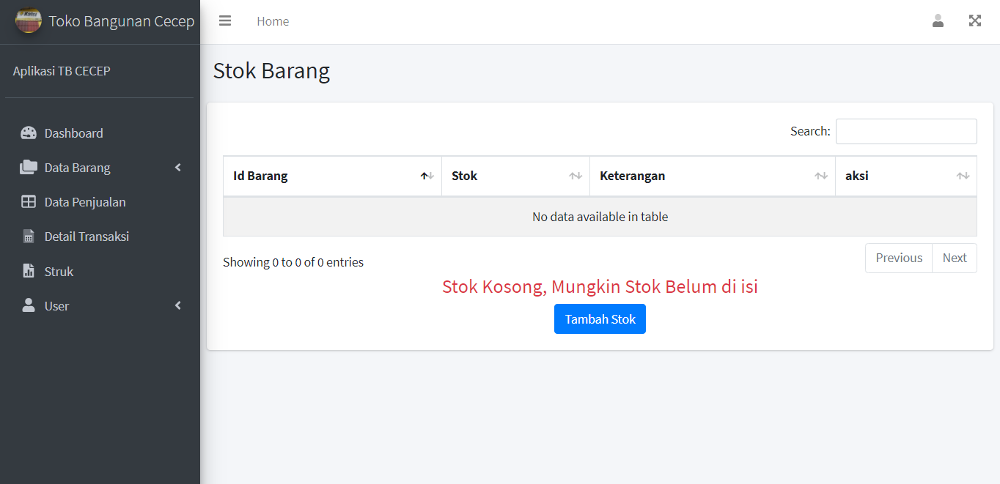 Toko Bangunan Cecep
Home
Aplikasi TB CECEP
Dashboard
Data Barang
Data Penjualan
Detail Transaksi
Struk
User
Stok Barang
Search:
Id Barang Stok Keterangan aksi
No data available in table
Showing 0 to 0 of 0 entries
Previous Next
Stok Kosong, Mungkin Stok Belum di isi
Tambah Stok